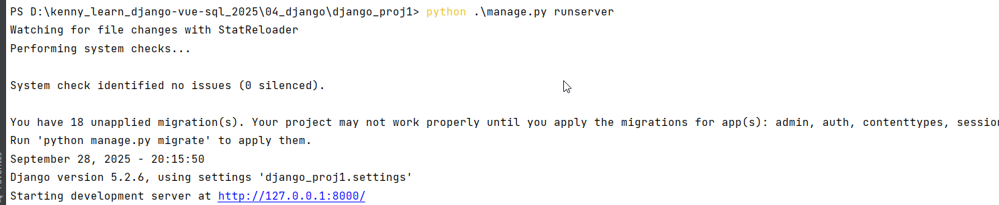 PS D:\kenny_learn_django-vue-sql_2025\04_django\django_proj1> python .\manage.py runserver
Watching for file changes with StatReloader
Performing system checks...
System check identified no issues (0 silenced).
You have 18 unapplied migration(s). Your project may not work properly until you apply the migrations for app(s): admin, auth, contenttypes, session
Run 'python manage.py migrate' to apply them.
September 28, 2025 - 20:15:50
Django version 5.2.6, using settings 'django_proj1.settings'
Starting development server at http://127.0.0.1:8000/